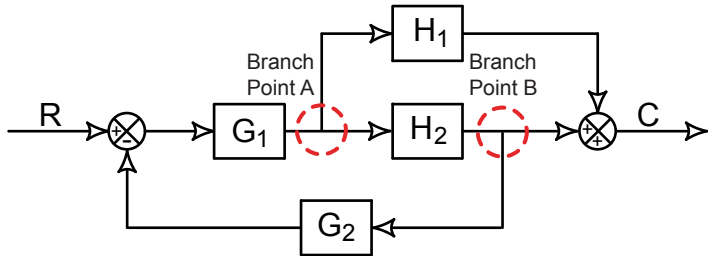 H1
Branch
Point A
Branch
Point B
R
+
-
G1
H2
+
+
C
G2